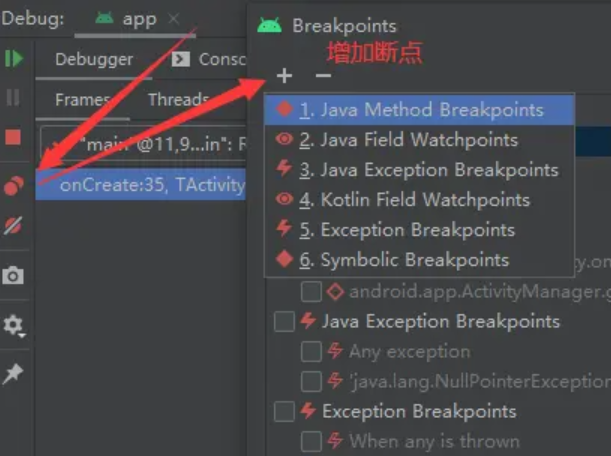 Debug:
app
Breakpoints
Debugger
Consc
增加断点
Frames
Threads
"main"@11,9...in": R
onCreate:35, TActivity
1. Java Method Breakpoints
2. Java Field Watchpoints
3. Java Exception Breakpoints
4. Kotlin Field Watchpoints
5. Exception Breakpoints
6. Symbolic Breakpoints
y.on
android.app.ActivityManager.g
Java Exception Breakpoints
Any exception
'java.lang.NullPointerException
Exception Breakpoints
When any is thrown